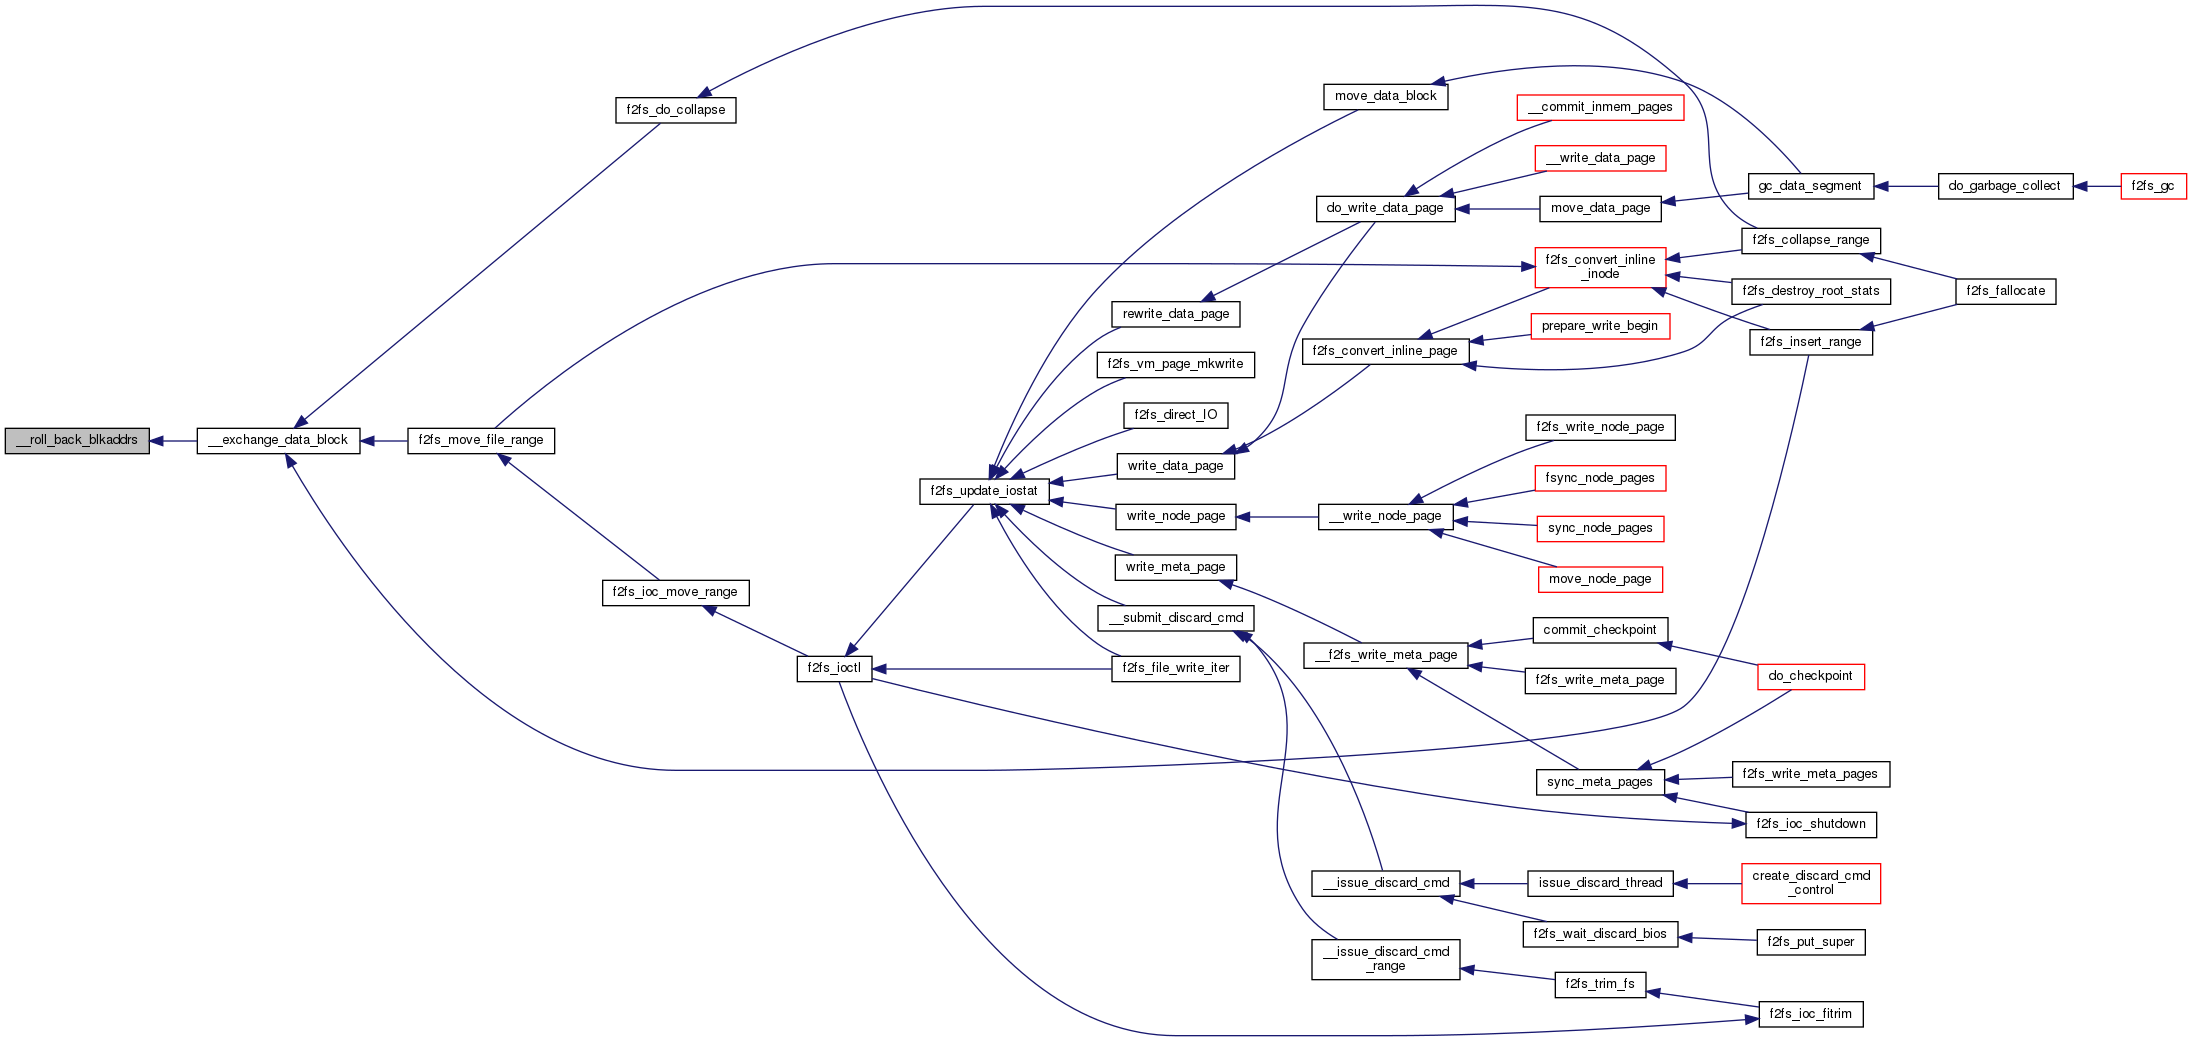 __roll_back_blkaddrs
__exchange_data_block
f2fs_do_collapse
f2fs_move_file_range
f2fs_ioc_move_range
f2fs_ioctl
f2fs_update_iostat
move_data_block
do_write_data_page
rewrite_data_page
f2fs_vm_page_mkwrite
f2fs_direct_IO
write_data_page
write_node_page
write_meta_page
__submit_discard_cmd
f2fs_file_write_iter
f2fs_convert_inline_page
__write_node_page
__f2fs_write_meta_page
__issue_discard_cmd
__issue_discard_cmd
_range
__commit_inmem_pages
__write_data_page
move_data_page
f2fs_convert_inline
_inode
prepare_write_begin
f2fs_write_node_page
fsync_node_pages
sync_node_pages
move_node_page
commit_checkpoint
f2fs_write_meta_page
sync_meta_pages
issue_discard_thread
f2fs_wait_discard_bios
f2fs_trim_fs
gc_data_segment
f2fs_collapse_range
f2fs_destroy_root_stats
f2fs_insert_range
do_checkpoint
f2fs_write_meta_pages
f2fs_ioc_shutdown
create_discard_cmd
_control
f2fs_put_super
f2fs_ioc_fitrim
do_garbage_collect
f2fs_fallocate
f2fs_gc